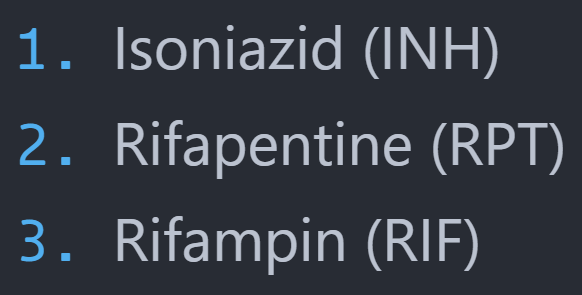 1. Isoniazid (INH)
2. Rifapentine (RPT)
3. Rifampin (RIF)